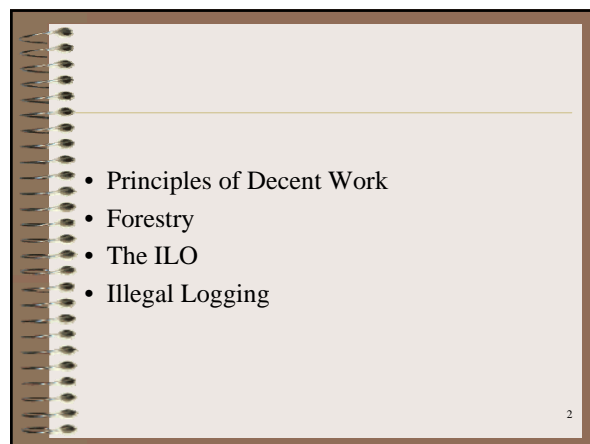 • Principles of Decent Work
• Forestry
• The ILO
• Illegal Logging
2